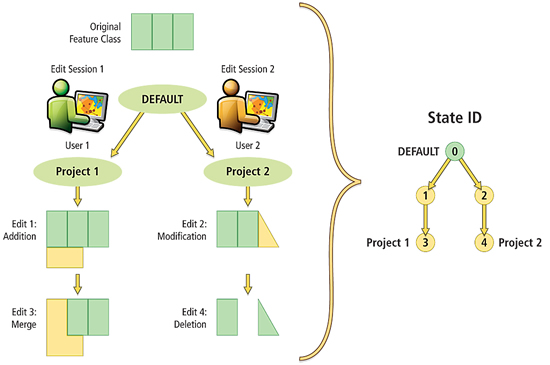 Original
Feature Class
Edit Session 1
Edit Session 2
DEFAULT
User 1
User 2
Project 1
Project 2
Edit 1:
Addition
Edit 2:
Modification
Edit 3:
Merge
Edit 4:
Deletion
State ID
DEFAULT
0
1
2
Project 1
3
4
Project 2